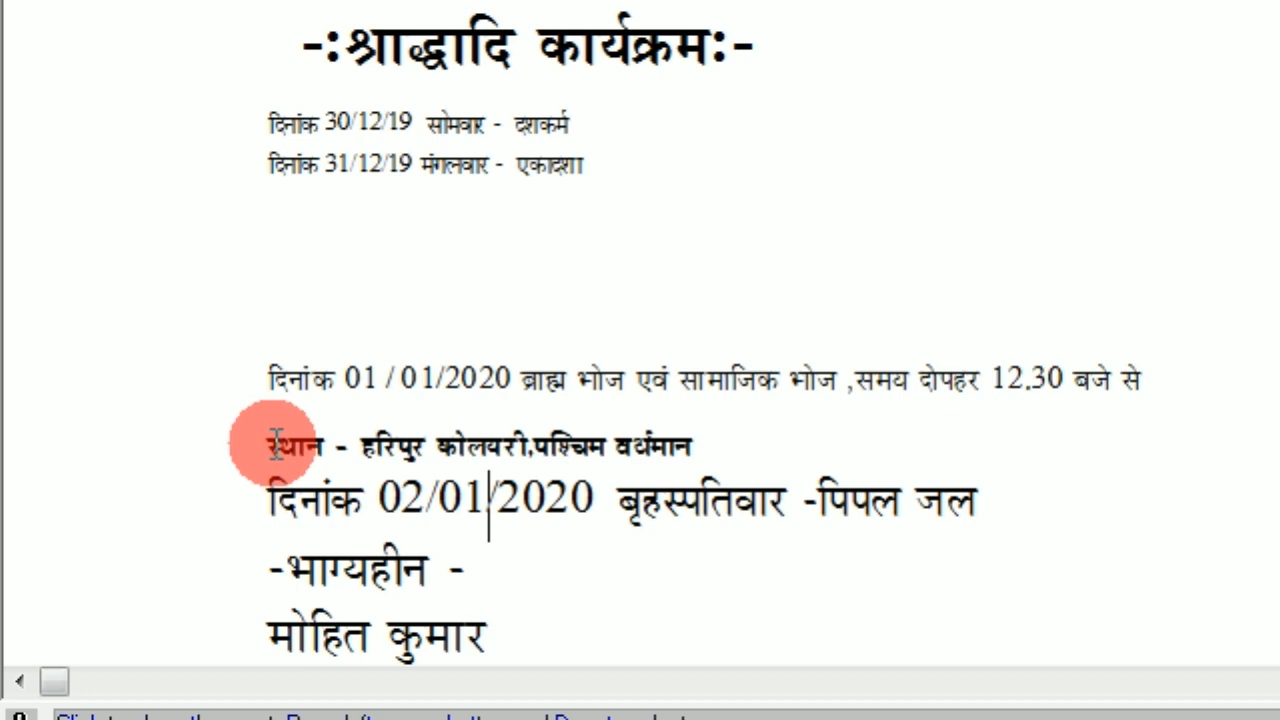 -:श्राद्धादि कार्यक्रम:-
दिनांक 30/12/19 सोमवार - दशकर्म
दिनांक 31/12/19 मंगलवार - एकादशा
दिनांक 01 / 01/2020 ब्राह्म भोज एवं सामाजिक भोज ,समय दोपहर 12.30 बजे से
स्थान - हरिपुर कोलयरी,पश्चिम वर्धमान
दिनांक 02/01/2020 बृहस्पतिवार -पिपल जल
-भाग्यहीन -
मोहित कुमार